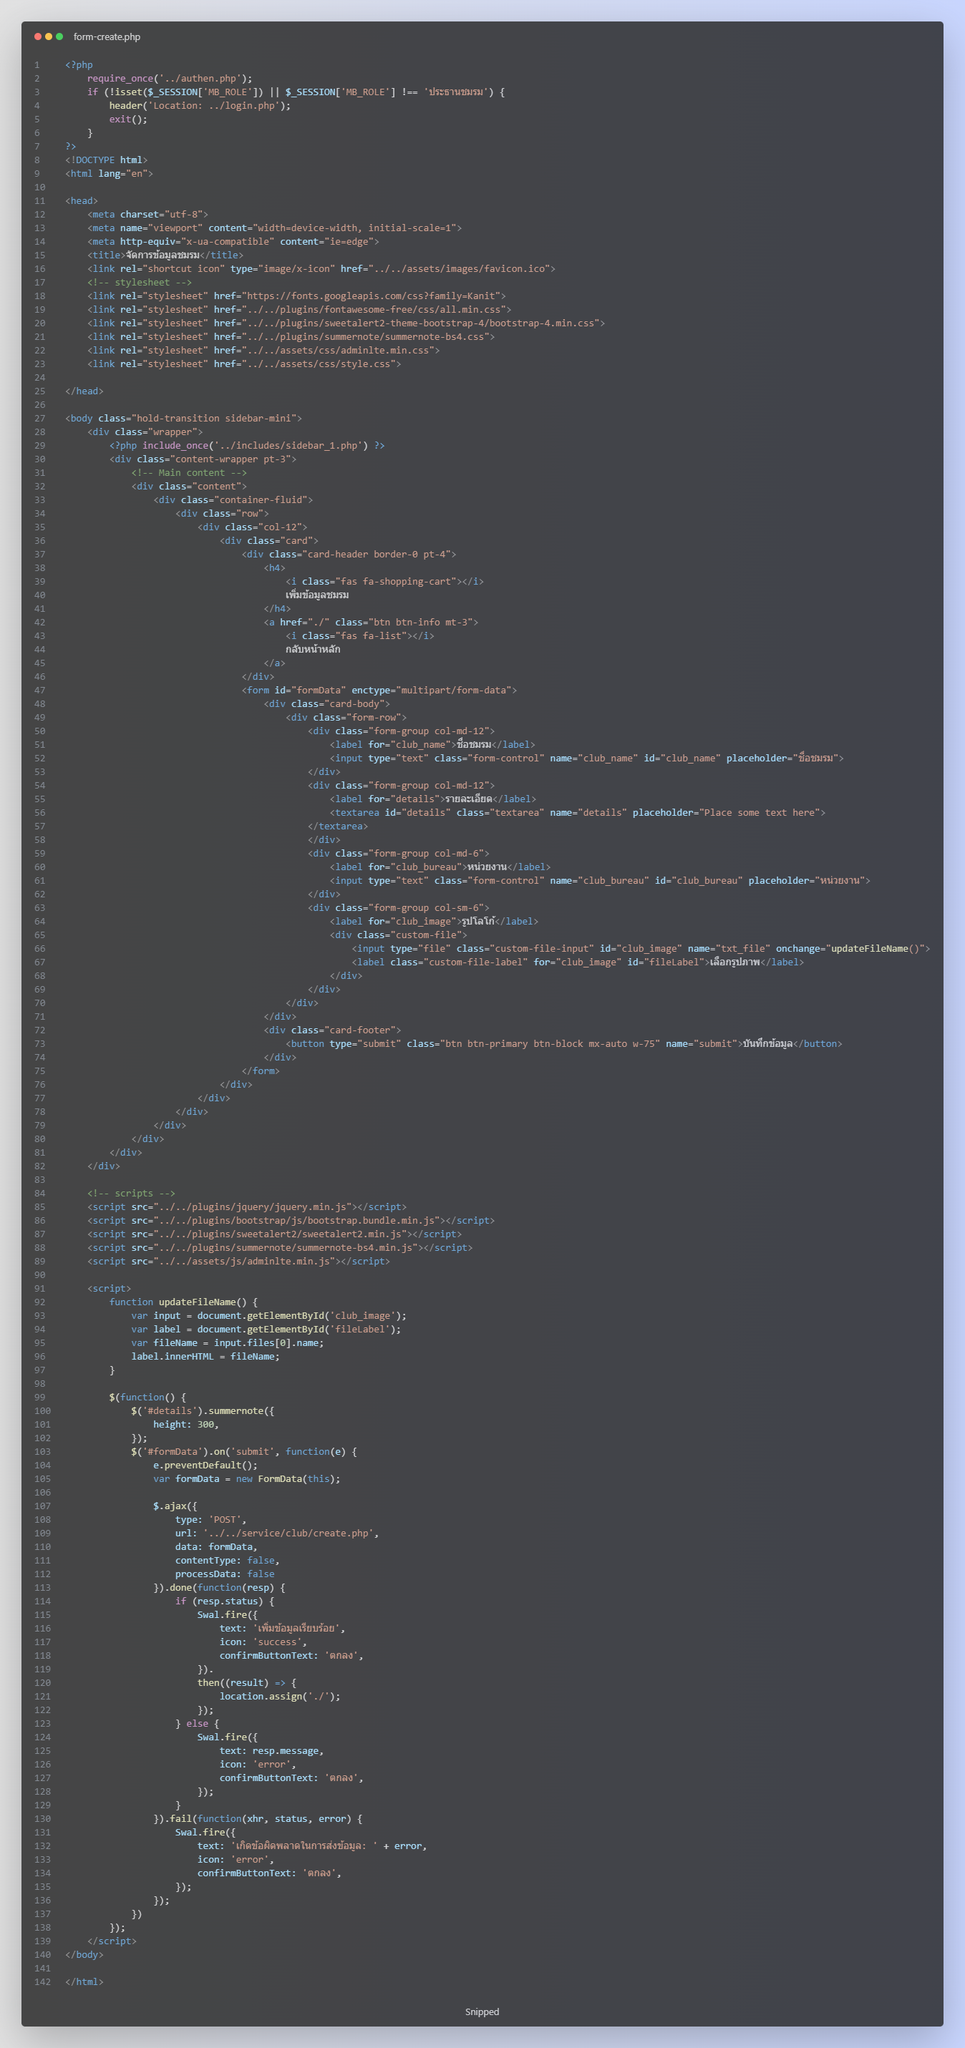 form-create.php
1 <?php
2 require_once('../authen.php');
3 if (!isset($_SESSION['MB_ROLE']) || $_SESSION['MB_ROLE'] !== 'ประธานชมรม') {
4 header('Location: ../login.php');
5 exit();
6 }
7 ?>
8 <!DOCTYPE html>
9 <html lang="en">
10
11 <head>
12 <meta charset="utf-8">
13 <meta name="viewport" content="width=device-width, initial-scale=1">
14 <meta http-equiv="x-ua-compatible" content="ie=edge">
15 <title>จัดการข้อมูลชมรม</title>
16 <link rel="shortcut icon" type="image/x-icon" href="../../assets/images/favicon.ico">
17 <!-- stylesheet -->
18 <link rel="stylesheet" href="https://fonts.googleapis.com/css?family=Kanit">
19 <link rel="stylesheet" href="../../plugins/fontawesome-free/css/all.min.css">
20 <link rel="stylesheet" href="../../plugins/sweetalert2-theme-bootstrap-4/bootstrap-4.min.css">
21 <link rel="stylesheet" href="../../plugins/summernote/summernote-bs4.css">
22 <link rel="stylesheet" href="../../assets/css/adminlte.min.css">
23 <link rel="stylesheet" href="../../assets/css/style.css">
24
25 </head>
26
27 <body class="hold-transition sidebar-mini">
28 <div class="wrapper">
29 <?php include_once('../includes/sidebar_1.php') ?>
30 <div class="content-wrapper pt-3">
31 <!-- Main content -->
32 <div class="content">
33 <div class="container-fluid">
34 <div class="row">
35 <div class="col-12">
36 <div class="card">
37 <div class="card-header border-0 pt-4">
38 <h4>
39 <i class="fas fa-shopping-cart"></i>
40 เพิ่มข้อมูลชมรม
41 </h4>
42 <a href="./" class="btn btn-info mt-3">
43 <i class="fas fa-list"></i>
44 กลับหน้าหลัก
45 </a>
46 </div>
47 <form id="formData" enctype="multipart/form-data">
48 <div class="card-body">
49 <div class="form-row">
50 <div class="form-group col-md-12">
51 <label for="club_name">ชื่อชมรม</label>
52 <input type="text" class="form-control" name="club_name" id="club_name" placeholder="ชื่อชมรม">
53 </div>
54 <div class="form-group col-md-12">
55 <label for="details">รายละเอียด</label>
56 <textarea id="details" class="textarea" name="details" placeholder="Place some text here">
57 </textarea>
58 </div>
59 <div class="form-group col-md-6">
60 <label for="club_bureau">หน่วยงาน</label>
61 <input type="text" class="form-control" name="club_bureau" id="club_bureau" placeholder="หน่วยงาน">
62 </div>
63 <div class="form-group col-sm-6">
64 <label for="club_image">รูปโลโก้</label>
65 <div class="custom-file">
66 <input type="file" class="custom-file-input" id="club_image" name="txt_file" onchange="updateFileName()">
67 <label class="custom-file-label" for="club_image" id="fileLabel">เลือกรูปภาพ</label>
68 </div>
69 </div>
70 </div>
71 </div>
72 <div class="card-footer">
73 <button type="submit" class="btn btn-primary btn-block mx-auto w-75" name="submit">บันทึกข้อมูล</button>
74 </div>
75 </form>
76 </div>
77 </div>
78 </div>
79 </div>
80 </div>
81 </div>
82 </div>
83
84 <!-- scripts -->
85 <script src="../../plugins/jquery/jquery.min.js"></script>
86 <script src="../../plugins/bootstrap/js/bootstrap.bundle.min.js"></script>
87 <script src="../../plugins/sweetalert2/sweetalert2.min.js"></script>
88 <script src="../../plugins/summernote/summernote-bs4.min.js"></script>
89 <script src="../../assets/js/adminlte.min.js"></script>
90
91 <script>
92 function updateFileName() {
93 var input = document.getElementById('club_image');
94 var label = document.getElementById('fileLabel');
95 var fileName = input.files[0].name;
96 label.innerHTML = fileName;
97 }
98
99 $(function() {
100 $('#details').summernote({
101 height: 300,
102 });
103 $('#formData').on('submit', function(e) {
104 e.preventDefault();
105 var formData = new FormData(this);
106
107 $.ajax({
108 type: 'POST',
109 url: '../../service/club/create.php',
110 data: formData,
111 contentType: false,
112 processData: false
113 }).done(function(resp) {
114 if (resp.status) {
115 Swal.fire({
116 text: 'เพิ่มข้อมูลเรียบร้อย',
117 icon: 'success',
118 confirmButtonText: 'ตกลง',
119 }).
120 then((result) => {
121 location.assign('./');
122 });
123 } else {
124 Swal.fire({
125 text: resp.message,
126 icon: 'error',
127 confirmButtonText: 'ตกลง',
128 });
129 }
130 }).fail(function(xhr, status, error) {
131 Swal.fire({
132 text: 'เกิดข้อผิดพลาดในการส่งข้อมูล: ' + error,
133 icon: 'error',
134 confirmButtonText: 'ตกลง',
135 });
136 });
137 })
138 });
139 </script>
140 </body>
141
142 </html>
Snipped